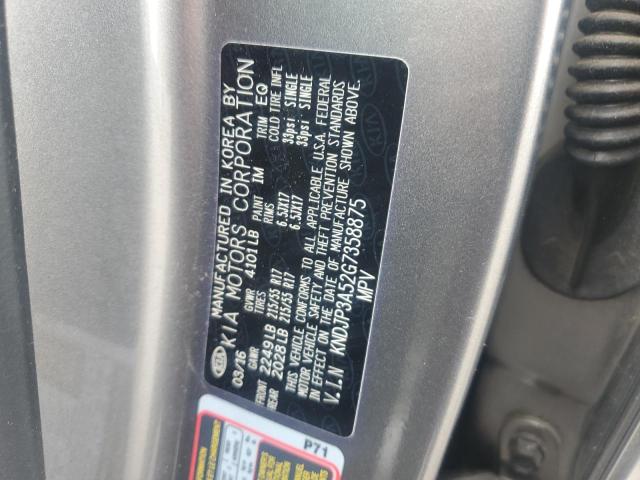 MANUFACTURED IN KOREA BY
KIA MOTORS CORPORATION
03/16 GVWR 4101LB PAINT IM TRIM EQ
GAWR TIRES RIMS COLD TIRE INFL
FRONT 2249LB 215/55 R17 6.5JX17 33psi SINGLE
REAR 2028LB 215/55 R17 6.5JX17 33psi SINGLE
THIS VEHICLE CONFORMS TO ALL APPLICABLE U.S.A. FEDERAL
MOTOR VEHICLE SAFETY AND THEFT PREVENTION STANDARDS
IN EFFECT ON THE DATE OF MANUFACTURE SHOWN ABOVE.
V.I.N KNDJP3A52G7358875
MPV
KIA
P71